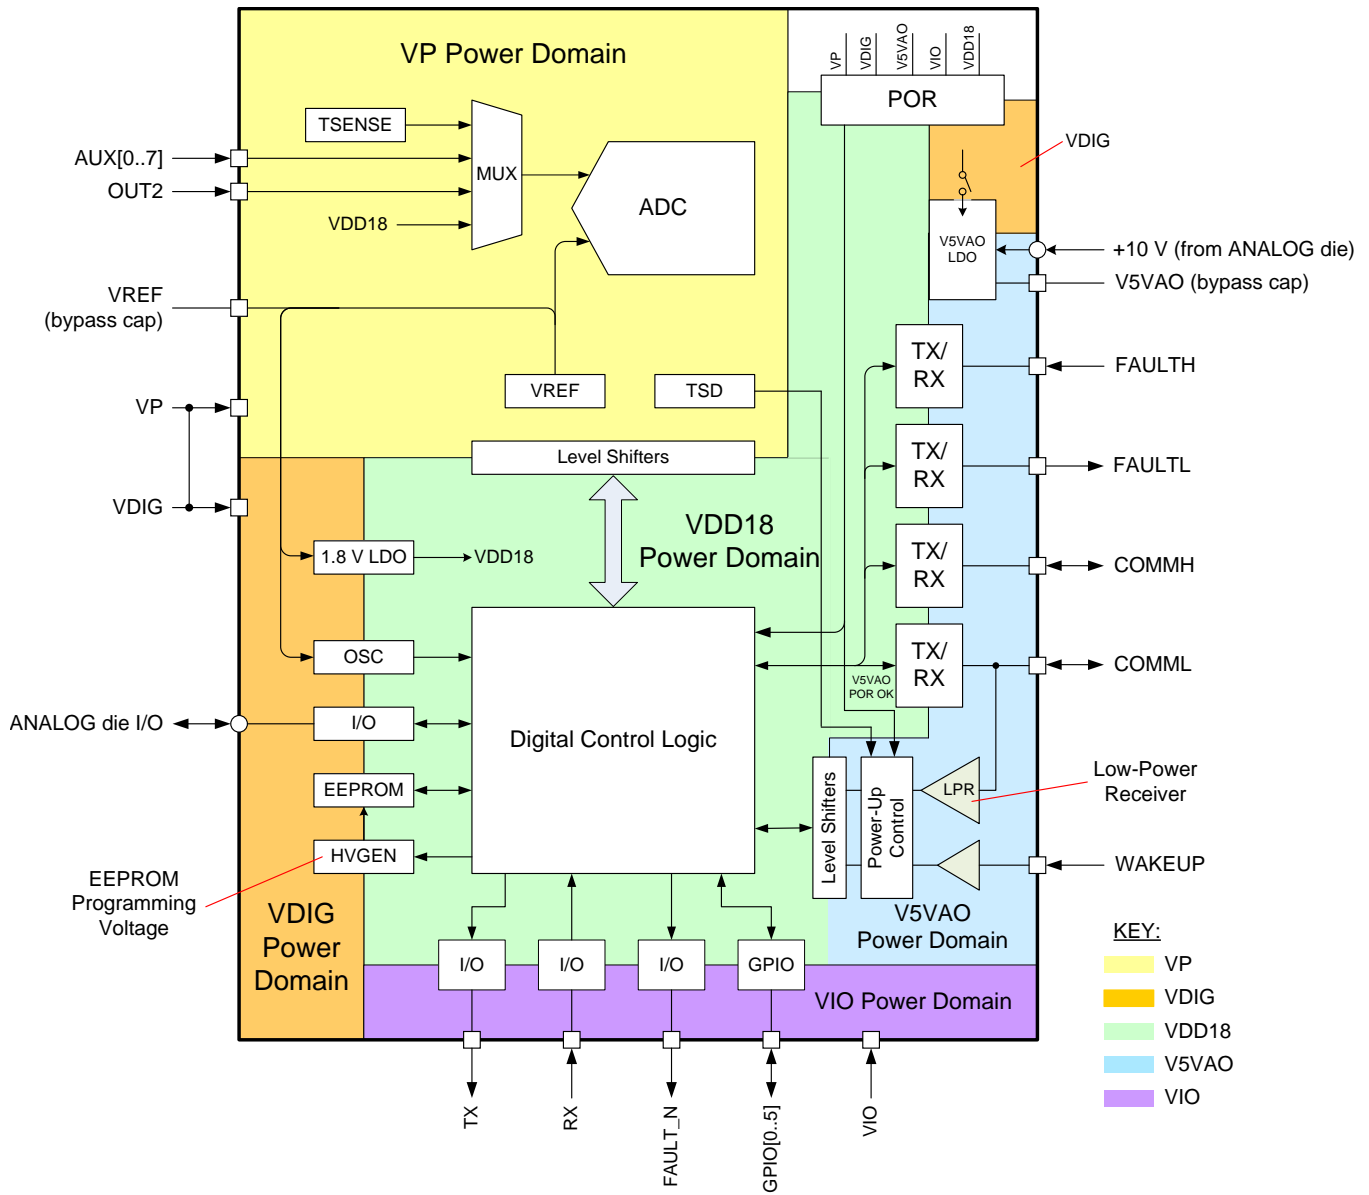 VP Power Domain
VP
VDIG
V5VAO
VIO
VDD18
POR
TSENSE
MUX
ADC
VDIG
AUX[0..7]
OUT2
VDD18
V5VAO
LDO
+10 V (from ANALOG die)
V5VAO (bypass cap)
VREF
(bypass cap)
TX/
RX
FAULTH
VREF
TSD
VP
Level Shifters
TX/
RX
FAULTL
VDIG
VDD18
Power Domain
1.8 V LDO
VDD18
TX/
RX
COMMH
OSC
TX/
RX
COMML
V5VAO
POR OK
ANALOG die I/O
I/O
Digital Control Logic
EEPROM
Level Shifters
Power-Up
Control
LPR
Low-Power
Receiver
HVGEN
WAKEUP
EEPROM
Programming
Voltage
VDIG
Power
Domain
V5VAO
Power Domain
I/O
I/O
I/O
GPIO
VIO Power Domain
KEY:
VP
VDIG
VDD18
V5VAO
VIO
TX
RX
FAULT_N
GPIO[0..5]
VIO